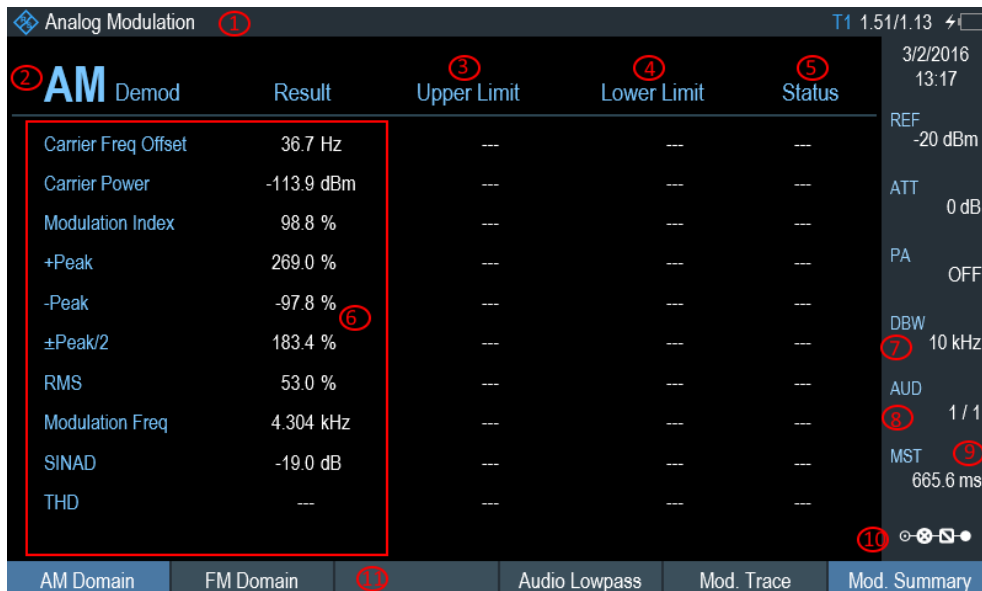 Analog Modulation ① T1 1.51/1.13
3/2/2016
13:17
② AM Demod Result ③ Upper Limit ④ Lower Limit ⑤ Status
REF
-20 dBm
Carrier Freq Offset 36.7 Hz --- --- ---
Carrier Power -113.9 dBm --- --- ---
ATT
0 dB
Modulation Index 98.8 % --- --- ---
+Peak 269.0 % --- --- ---
PA
OFF
-Peak -97.8 % ⑥ --- --- ---
±Peak/2 183.4 % --- --- ---
DBW
⑦ 10 kHz
RMS 53.0 % --- --- ---
AUD
⑧ 1 / 1
Modulation Freq 4.304 kHz --- --- ---
SINAD -19.0 dB --- --- ---
MST ⑨
665.6 ms
THD --- --- --- ---
⑩
AM Domain FM Domain ⑪ Audio Lowpass Mod. Trace Mod. Summary